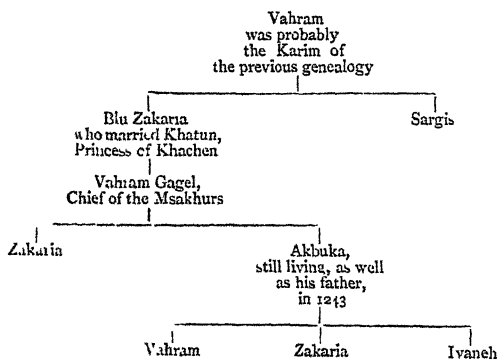 Vahram
was probably
the Karim of
the previous genealogy
Blu Zakaria
who married Khatun,
Princess of Khachen
Sargis
Vahram Gagel,
Chief of the Msakhurs
Zakaria
Akbuka,
still living, as well
as his father,
in 1243
Vahram
Zakaria
Ivaneh